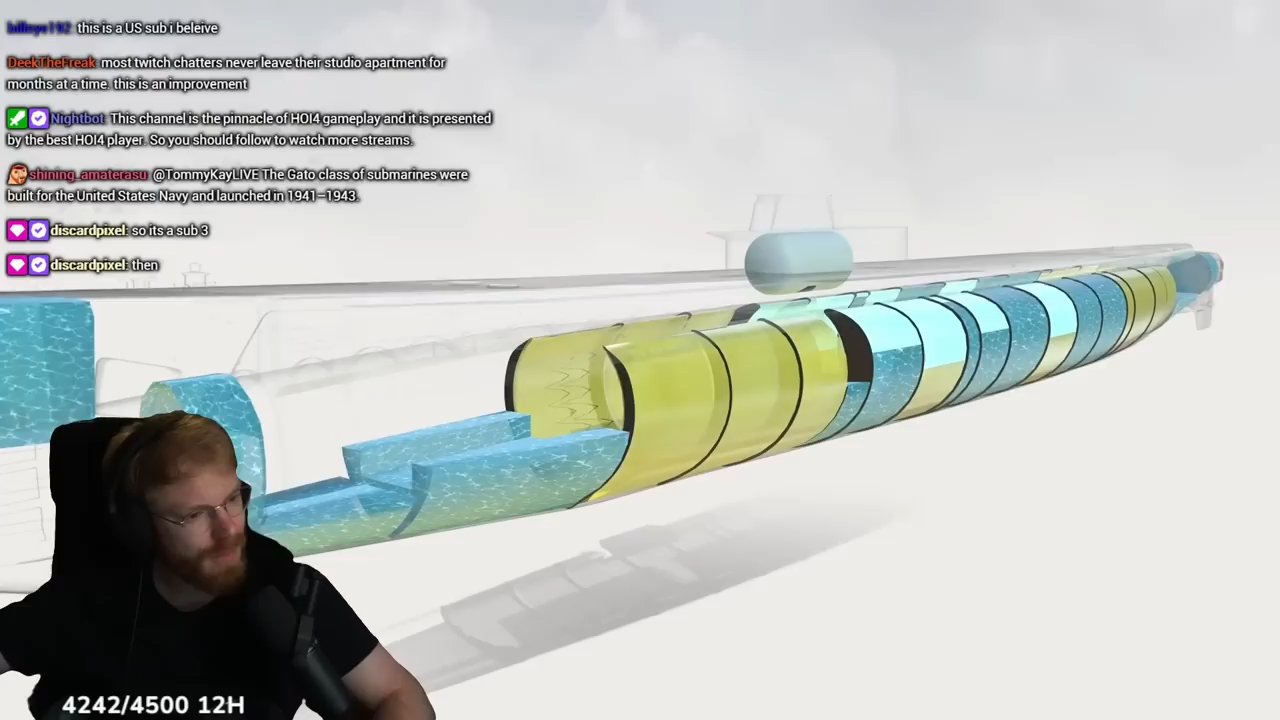 this is a US sub i beleive
DeekTheFreak: most twitch chatters never leave their studio apartment for
months at a time. this is an improvement
Nightbot: This channel is the pinnacle of HOI4 gameplay and it is presented
by the best HOI4 player. So you should follow to watch more streams.
shining_amaterasu: @TommyKayLIVE The Gato class of submarines were
built for the United States Navy and launched in 1941–1943.
discardpixel: so its a sub 3
discardpixel: then
4242/4500 12H